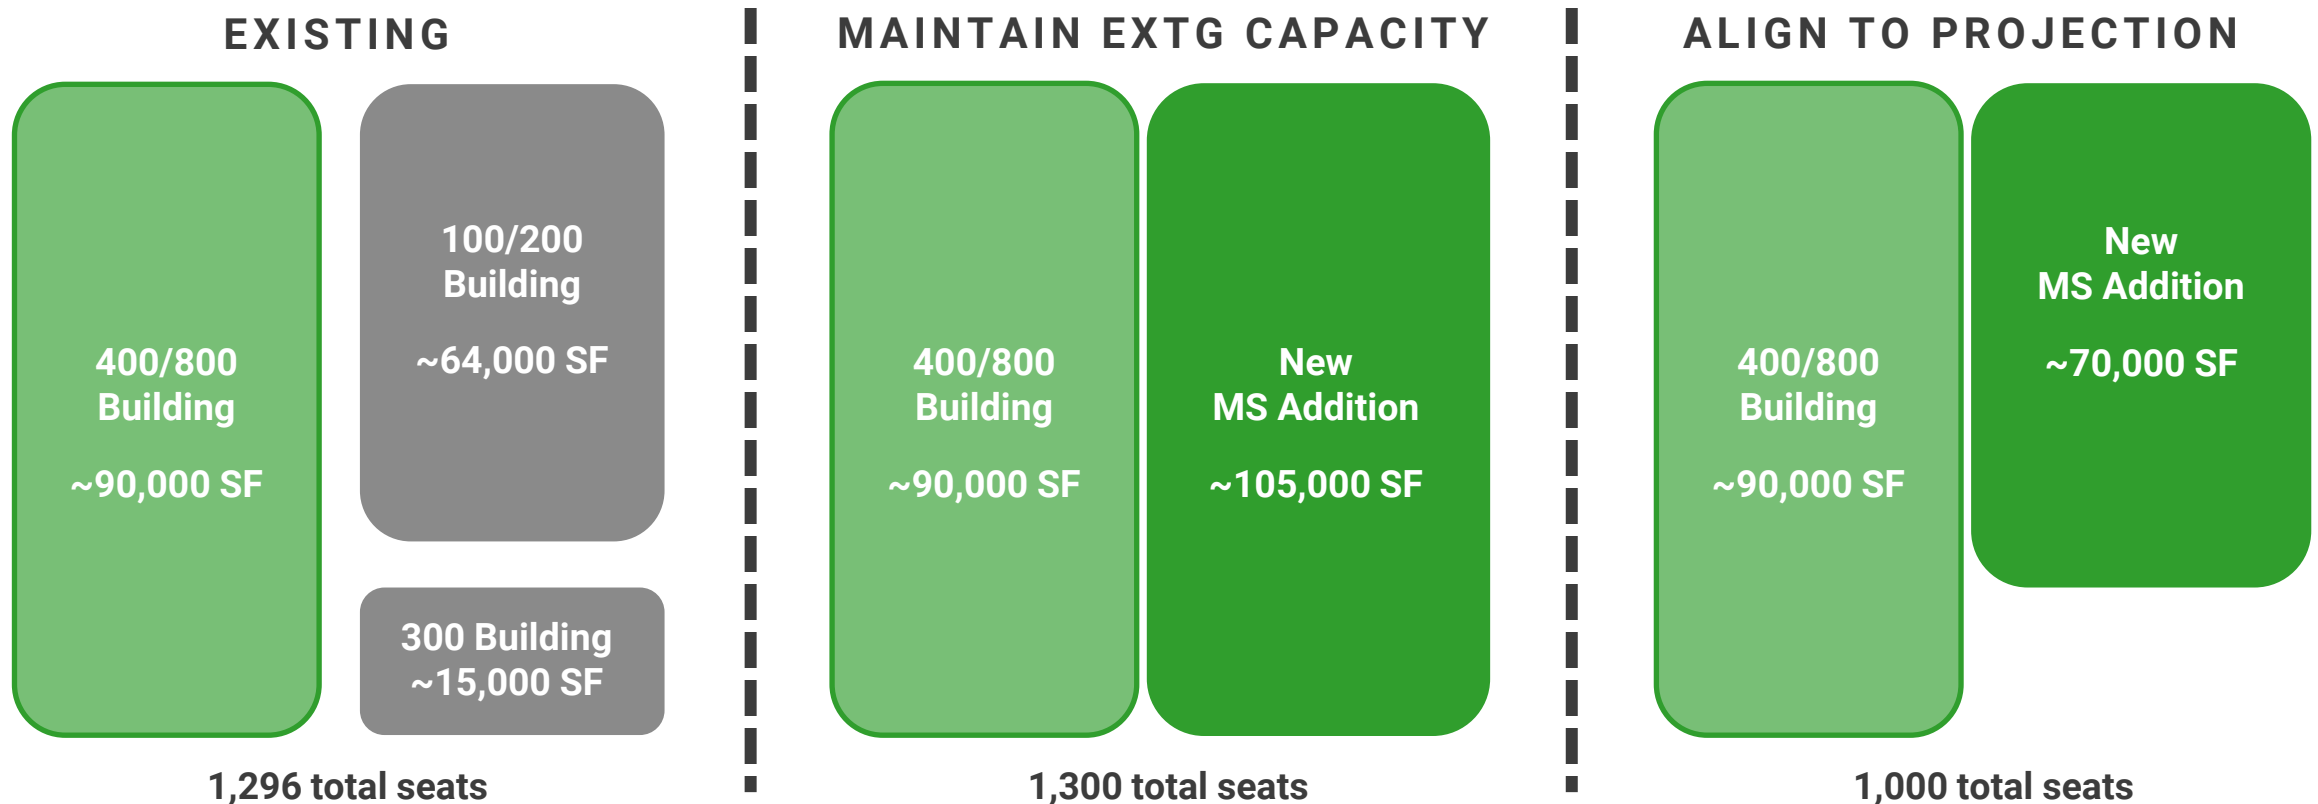 EXISTING
400/800
Building
~90,000 SF
100/200
Building
~64,000 SF
300 Building
~15,000 SF
1,296 total seats
MAINTAIN EXTG CAPACITY
400/800
Building
~90,000 SF
New
MS Addition
~105,000 SF
1,300 total seats
ALIGN TO PROJECTION
400/800
Building
~90,000 SF
New
MS Addition
~70,000 SF
1,000 total seats